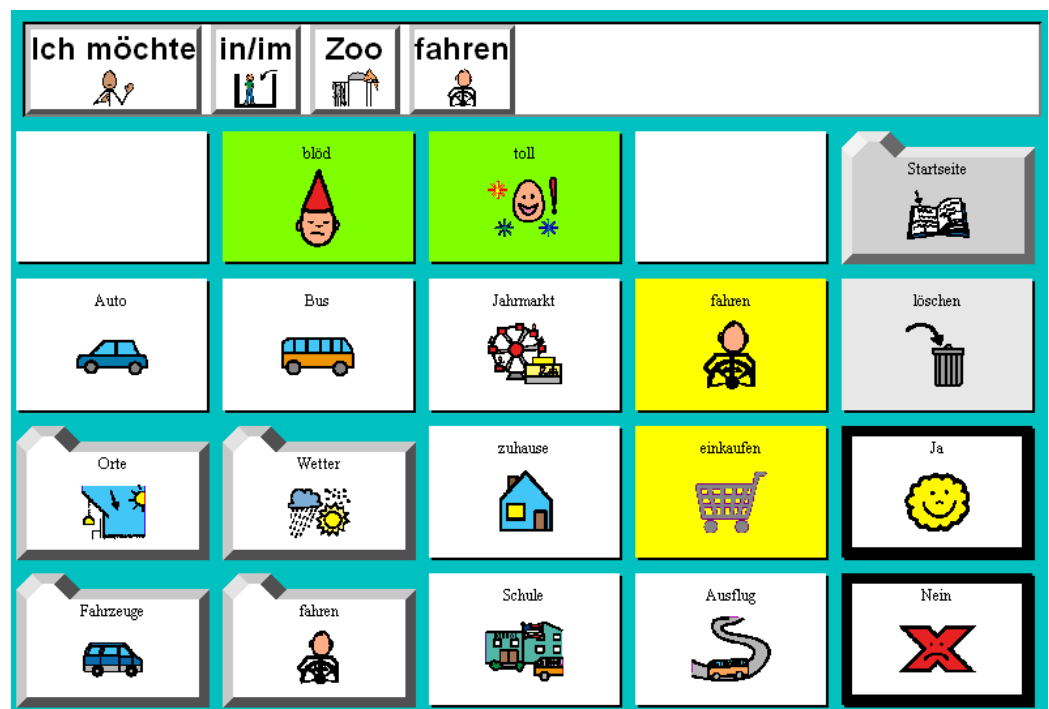 Ich möchte in/im Zoo fahren
blöd toll Startseite
Auto Bus Jahrmarkt fahren löschen
Orte Wetter zuhause einkaufen Ja
Fahrzeuge fahren Schule Ausflug Nein